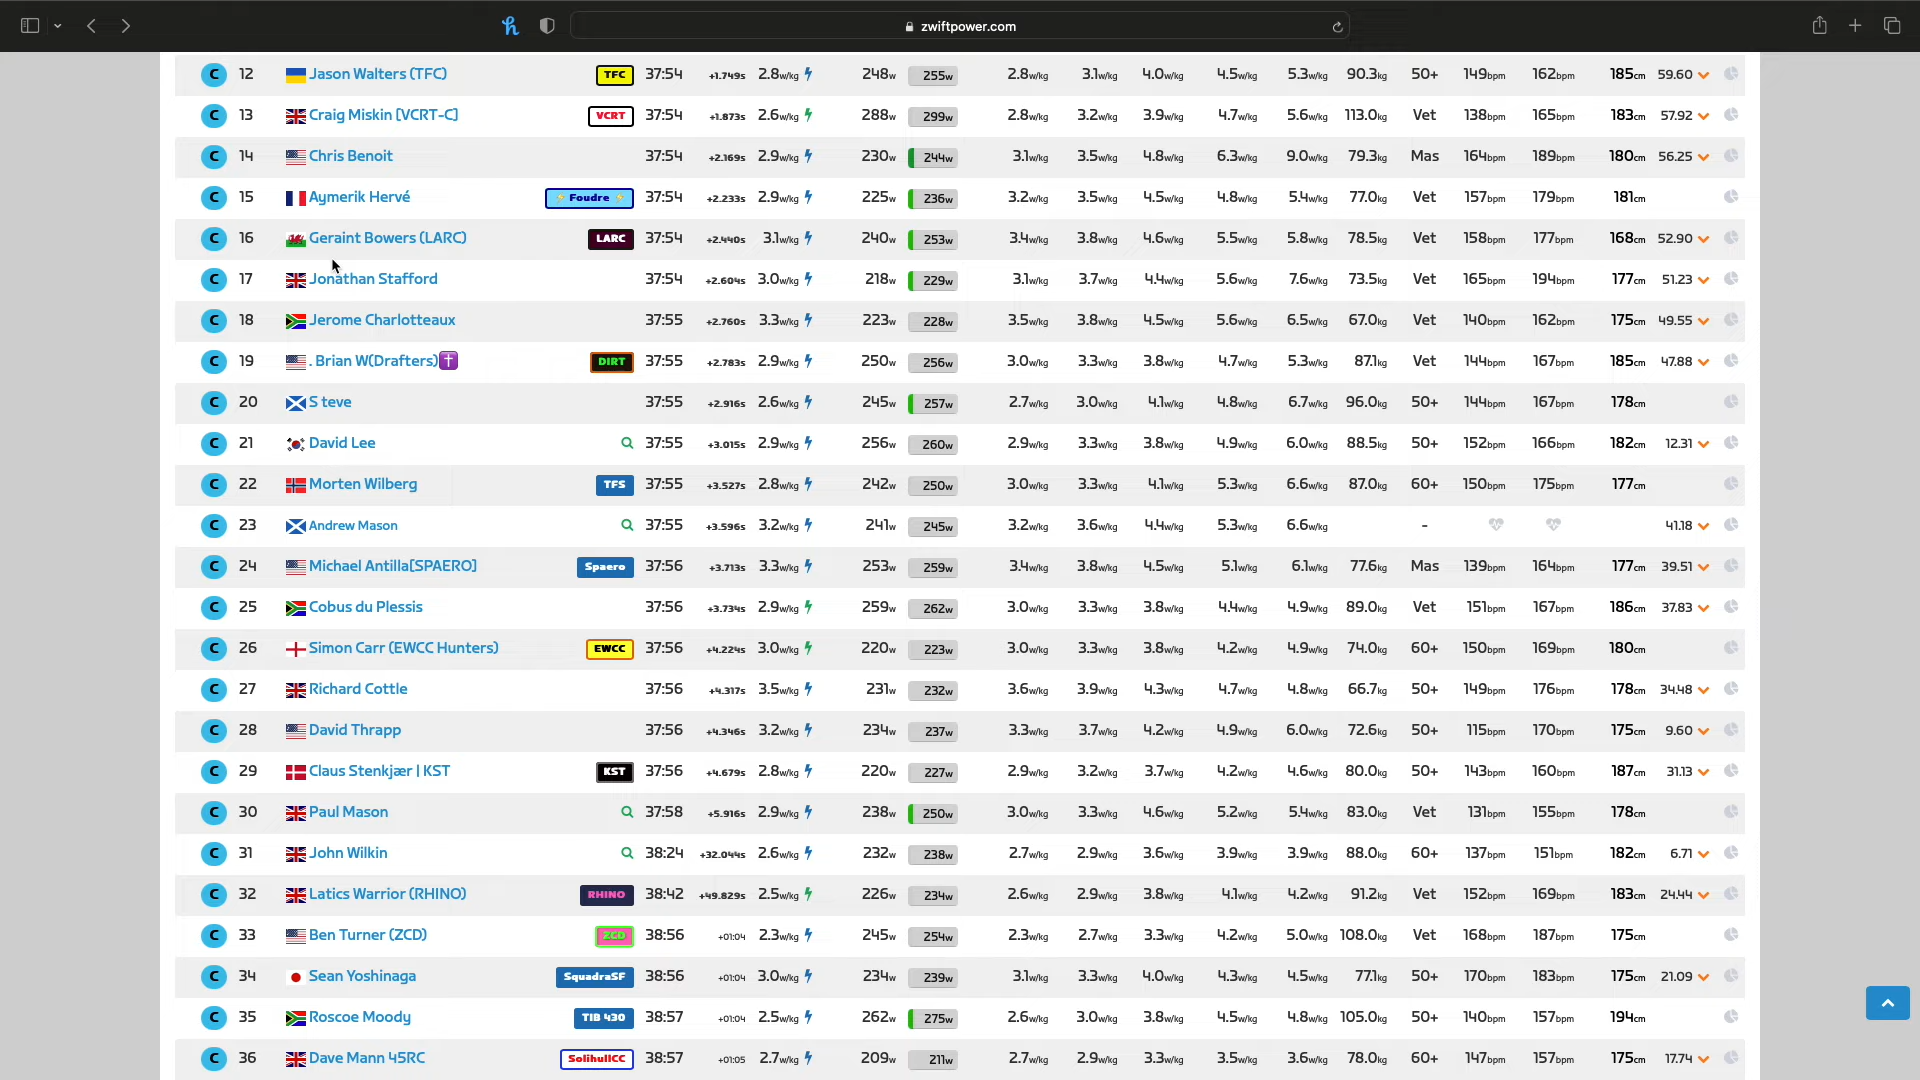 zwiftpower.com
C 12 Jason Walters (TFC) TFC 37:54 +1.749s 2.8w/kg 248w 255w 2.8w/kg 3.1w/kg 4.0w/kg 4.5w/kg 5.3w/kg 90.3kg 50+ 149bpm 162bpm 185cm 59.60
C 13 Craig Miskin [VCRT-C] VCRT 37:54 +1.873s 2.6w/kg 288w 299w 2.8w/kg 3.2w/kg 3.9w/kg 4.7w/kg 5.6w/kg 113.0kg Vet 138bpm 165bpm 183cm 57.92
C 14 Chris Benoit 37:54 +2.169s 2.9w/kg 230w 244w 3.1w/kg 3.5w/kg 4.8w/kg 6.3w/kg 9.0w/kg 79.3kg Mas 164bpm 189bpm 180cm 56.25
C 15 Aymerik Hervé Foudre 37:54 +2.233s 2.9w/kg 225w 236w 3.2w/kg 3.5w/kg 4.5w/kg 4.8w/kg 5.4w/kg 77.0kg Vet 157bpm 179bpm 181cm
C 16 Geraint Bowers (LARC) LARC 37:54 +2.440s 3.1w/kg 240w 253w 3.4w/kg 3.8w/kg 4.6w/kg 5.5w/kg 5.8w/kg 78.5kg Vet 158bpm 177bpm 168cm 52.90
C 17 Jonathan Stafford 37:54 +2.604s 3.0w/kg 218w 229w 3.1w/kg 3.7w/kg 4.4w/kg 5.6w/kg 7.6w/kg 73.5kg Vet 165bpm 194bpm 177cm 51.23
C 18 Jerome Charlotteaux 37:55 +2.760s 3.3w/kg 223w 228w 3.5w/kg 3.8w/kg 4.5w/kg 5.6w/kg 6.5w/kg 67.0kg Vet 140bpm 162bpm 175cm 49.55
C 19 . Brian W(Drafters)✝ DIRT 37:55 +2.783s 2.9w/kg 250w 256w 3.0w/kg 3.3w/kg 3.8w/kg 4.7w/kg 5.3w/kg 87.1kg Vet 144bpm 167bpm 185cm 47.88
C 20 S teve 37:55 +2.916s 2.6w/kg 245w 257w 2.7w/kg 3.0w/kg 4.1w/kg 4.8w/kg 6.7w/kg 96.0kg 50+ 144bpm 167bpm 178cm
C 21 David Lee 37:55 +3.015s 2.9w/kg 256w 260w 2.9w/kg 3.3w/kg 3.8w/kg 4.9w/kg 6.0w/kg 88.5kg 50+ 152bpm 166bpm 182cm 12.31
C 22 Morten Wilberg TFS 37:55 +3.527s 2.8w/kg 242w 250w 3.0w/kg 3.3w/kg 4.1w/kg 5.3w/kg 6.6w/kg 87.0kg 60+ 150bpm 175bpm 177cm
C 23 Andrew Mason 37:55 +3.596s 3.2w/kg 241w 245w 3.2w/kg 3.6w/kg 4.4w/kg 5.3w/kg 6.6w/kg - 41.18
C 24 Michael Antilla[SPAERO] Spaero 37:56 +3.713s 3.3w/kg 253w 259w 3.4w/kg 3.8w/kg 4.5w/kg 5.1w/kg 6.1w/kg 77.6kg Mas 139bpm 164bpm 177cm 39.51
C 25 Cobus du Plessis 37:56 +3.734s 2.9w/kg 259w 262w 3.0w/kg 3.3w/kg 3.8w/kg 4.4w/kg 4.9w/kg 89.0kg Vet 151bpm 167bpm 186cm 37.83
C 26 Simon Carr (EWCC Hunters) EWCC 37:56 +4.224s 3.0w/kg 220w 223w 3.0w/kg 3.3w/kg 3.8w/kg 4.2w/kg 4.9w/kg 74.0kg 60+ 150bpm 169bpm 180cm
C 27 Richard Cottle 37:56 +4.317s 3.5w/kg 231w 232w 3.6w/kg 3.9w/kg 4.3w/kg 4.7w/kg 4.8w/kg 66.7kg 50+ 149bpm 176bpm 178cm 34.48
C 28 David Thrapp 37:56 +4.346s 3.2w/kg 234w 237w 3.3w/kg 3.7w/kg 4.2w/kg 4.9w/kg 6.0w/kg 72.6kg 50+ 115bpm 170bpm 175cm 9.60
C 29 Claus Stenkjær | KST KST 37:56 +4.679s 2.8w/kg 220w 227w 2.9w/kg 3.2w/kg 3.7w/kg 4.2w/kg 4.6w/kg 80.0kg 50+ 143bpm 160bpm 187cm 31.13
C 30 Paul Mason 37:58 +5.916s 2.9w/kg 238w 250w 3.0w/kg 3.3w/kg 4.6w/kg 5.2w/kg 5.4w/kg 83.0kg Vet 131bpm 155bpm 178cm
C 31 John Wilkin 38:24 +32.044s 2.6w/kg 232w 238w 2.7w/kg 2.9w/kg 3.6w/kg 3.9w/kg 3.9w/kg 88.0kg 60+ 137bpm 151bpm 182cm 6.71
C 32 Latics Warrior (RHINO) RHINO 38:42 +49.829s 2.5w/kg 226w 234w 2.6w/kg 2.9w/kg 3.8w/kg 4.1w/kg 4.2w/kg 91.2kg Vet 152bpm 169bpm 183cm 24.44
C 33 Ben Turner (ZCD) ZCD 38:56 +01:04 2.3w/kg 245w 254w 2.3w/kg 2.7w/kg 3.3w/kg 4.2w/kg 5.0w/kg 108.0kg Vet 168bpm 187bpm 175cm
C 34 Sean Yoshinaga SquadraSF 38:56 +01:04 3.0w/kg 234w 239w 3.1w/kg 3.3w/kg 4.0w/kg 4.3w/kg 4.5w/kg 77.1kg 50+ 170bpm 183bpm 175cm 21.09
C 35 Roscoe Moody TIB 430 38:57 +01:04 2.5w/kg 262w 275w 2.6w/kg 3.0w/kg 3.8w/kg 4.5w/kg 4.8w/kg 105.0kg 50+ 140bpm 157bpm 194cm
C 36 Dave Mann 45RC SolihullCC 38:57 +01:05 2.7w/kg 209w 211w 2.7w/kg 2.9w/kg 3.3w/kg 3.5w/kg 3.6w/kg 78.0kg 60+ 147bpm 157bpm 175cm 17.74